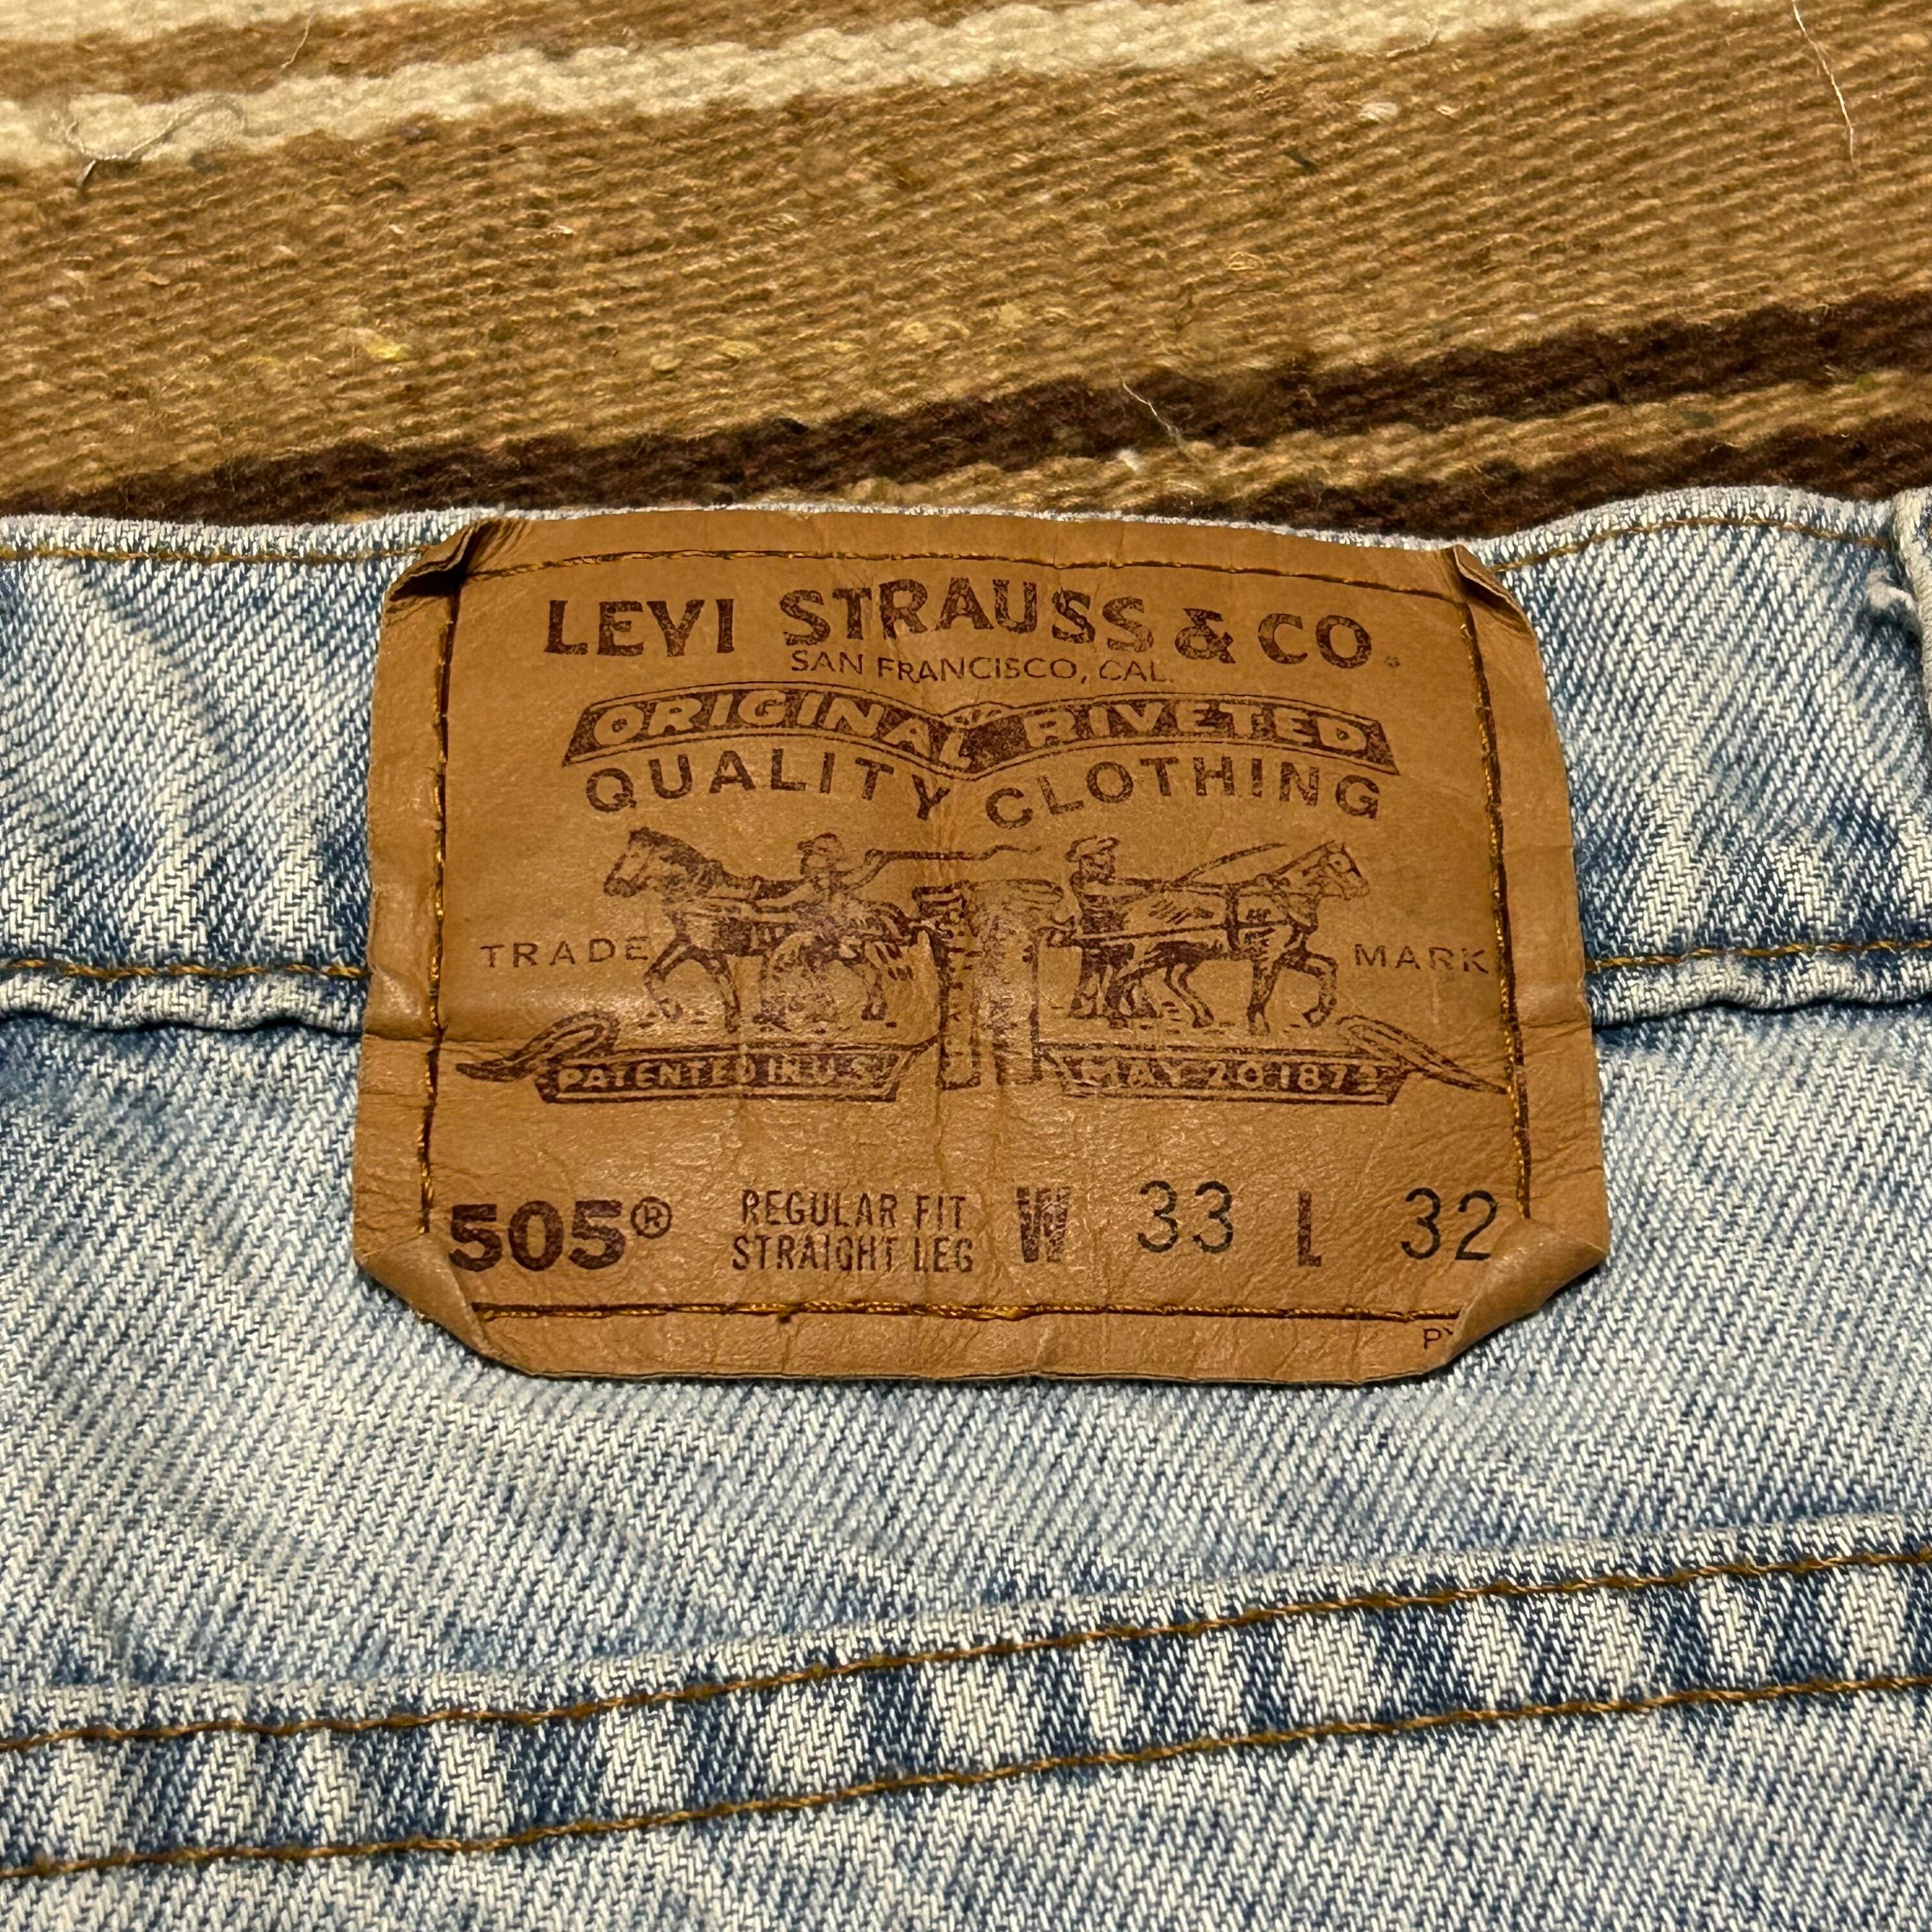 LEVI STRAUSS & CO.
SAN FRANCISCO, CAL.
ORIGINAL RIVETED
QUALITY CLOTHING
TRADE MARK
PATENTED IN U.S. MAY 20 1873
505® REGULAR FIT STRAIGHT LEG W 33 L 32